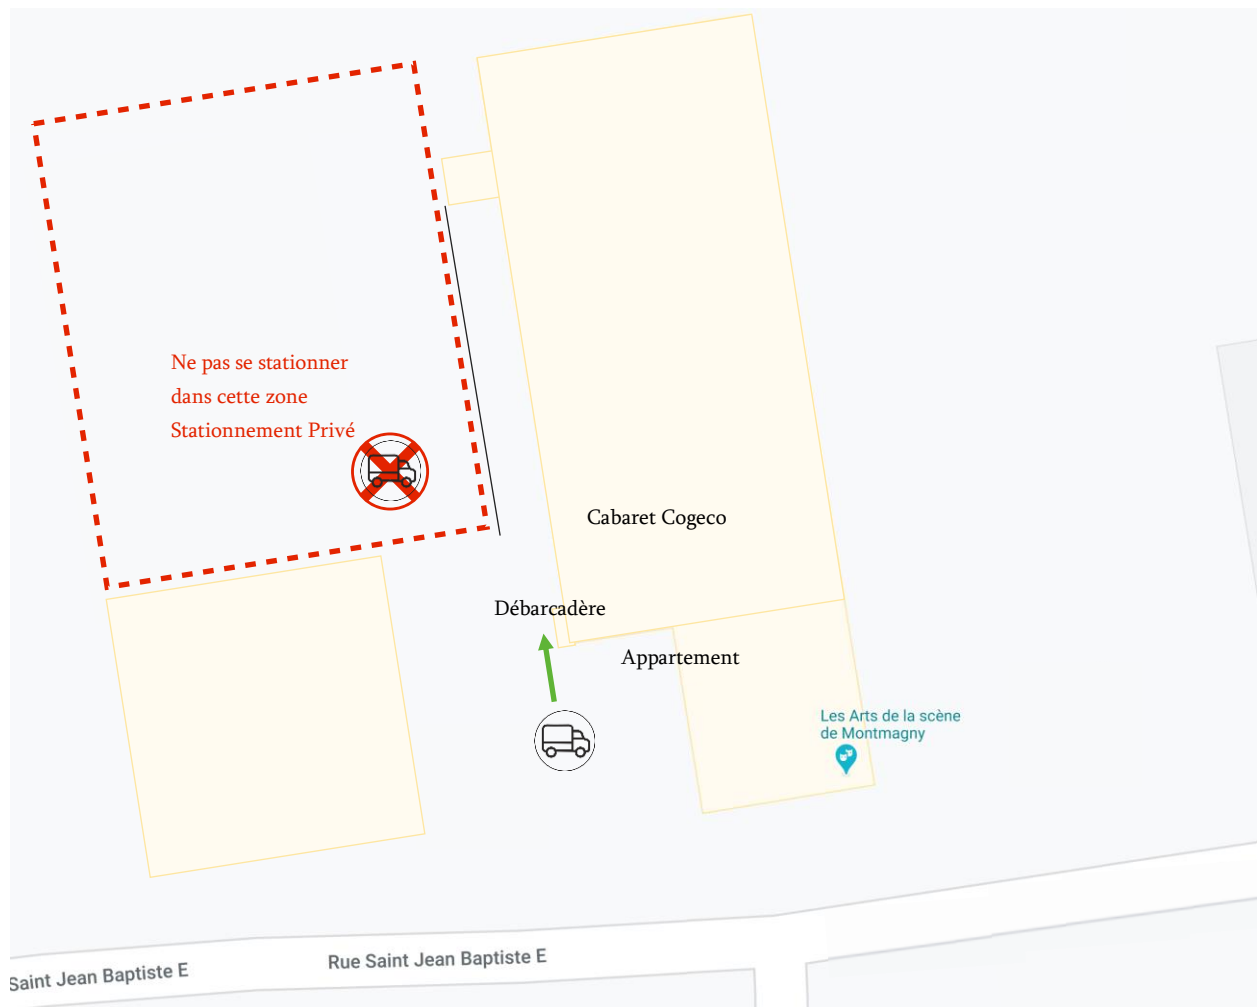 Ne pas se stationner
dans cette zone
Stationnement Privé
Cabaret Cogeco
Débarcadère
Appartement
Les Arts de la scène
de Montmagny
Saint Jean Baptiste E
Rue Saint Jean Baptiste E